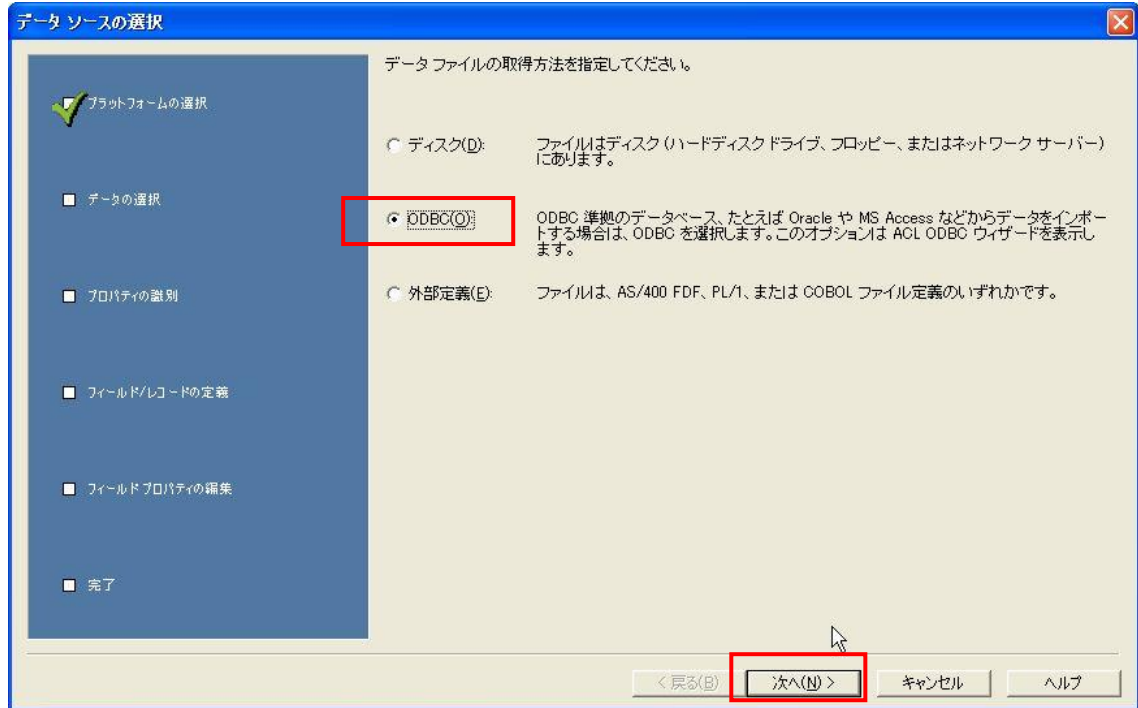 データ ソースの選択
データ ファイルの取得方法を指定してください。
プラットフォームの選択
データの選択
プロパティの識別
フィールド/レコードの定義
フィールド プロパティの編集
完了
ディスク(D):
ファイルはディスク (ハードディスク ドライブ、フロッピー、またはネットワーク サーバー)
にあります。
ODBC(O):
ODBC 準拠のデータベース、たとえば Oracle や MS Access などからデータをインポー
トする場合は、ODBC を選択します。このオプションは ACL ODBC ウィザードを表示し
ます。
外部定義(E):
ファイルは、AS/400 FDF、PL/1、または COBOL ファイル定義のいずれかです。
< 戻る(B)
次へ(N) >
キャンセル
ヘルプ